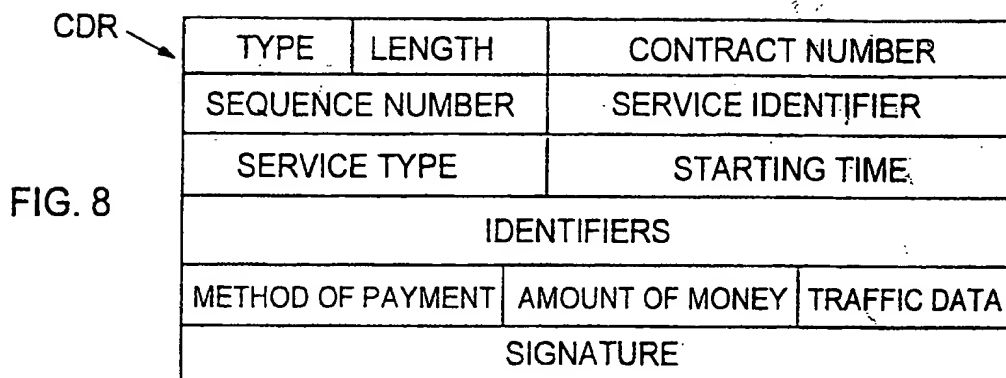 CDR
TYPE LENGTH CONTRACT NUMBER
SEQUENCE NUMBER SERVICE IDENTIFIER
SERVICE TYPE STARTING TIME
FIG. 8
IDENTIFIERS
METHOD OF PAYMENT AMOUNT OF MONEY TRAFFIC DATA
SIGNATURE